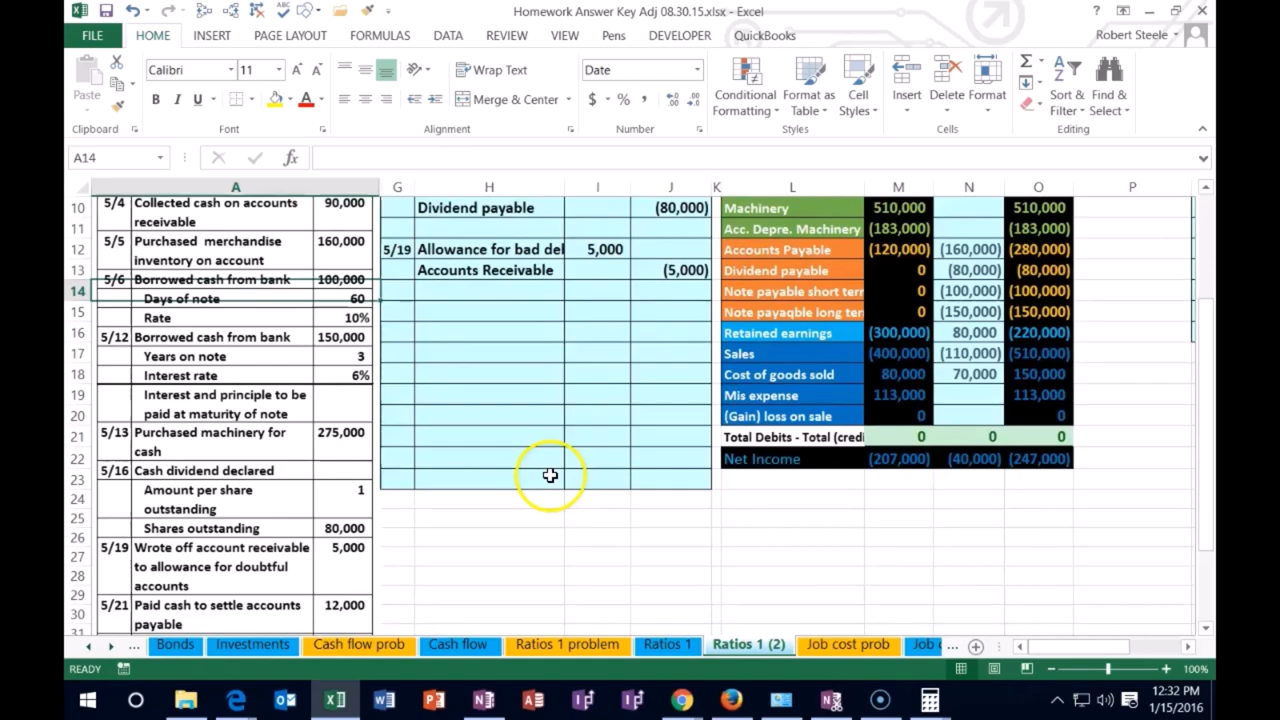 Homework Answer Key Adj 08.30.15.xlsx - Excel
FILE HOME INSERT PAGE LAYOUT FORMULAS DATA REVIEW VIEW Pens DEVELOPER QuickBooks Robert Steele
Paste Calibri 11 Wrap Text Date Conditional Formatting Format as Table Cell Styles Insert Delete Format Sort & Filter Find & Select
B I U A Merge & Center $ % ,
Clipboard Font Alignment Number Styles Cells Editing
A14 fx
A G H I J K L M N O P
10 5/4 Collected cash on accounts 90,000 Dividend payable (80,000) Machinery 510,000 510,000
11 receivable Acc. Depre. Machinery (183,000) (183,000)
12 5/5 Purchased merchandise 160,000 5/19 Allowance for bad del 5,000 Accounts Payable (120,000) (160,000) (280,000)
13 inventory on account Accounts Receivable (5,000) Dividend payable 0 (80,000) (80,000)
14 5/6 Borrowed cash from bank 100,000 Note payable short terr 0 (100,000) (100,000)
Days of note 60
15 Rate 10% Note payaqble long teri 0 (150,000) (150,000)
16 5/12 Borrowed cash from bank 150,000 Retained earnings (300,000) 80,000 (220,000)
17 Years on note 3 Sales (400,000) (110,000) (510,000)
18 Interest rate 6% Cost of goods sold 80,000 70,000 150,000
19 Interest and principle to be Mis expense 113,000 113,000
20 paid at maturity of note (Gain) loss on sale 0 0
21 5/13 Purchased machinery for 275,000 Total Debits - Total (credi 0 0 0
22 cash Net Income (207,000) (40,000) (247,000)
23 5/16 Cash dividend declared
24 Amount per share 1
25 outstanding
26 Shares outstanding 80,000
27 5/19 Wrote off account receivable 5,000
28 to allowance for doubtful
29 accounts
30 5/21 Paid cash to settle accounts 12,000
31 payable
... Bonds Investments Cash flow prob Cash flow Ratios 1 problem Ratios 1 Ratios 1 (2) Job cost prob Job ...
READY 100%
12:32 PM
1/15/2016